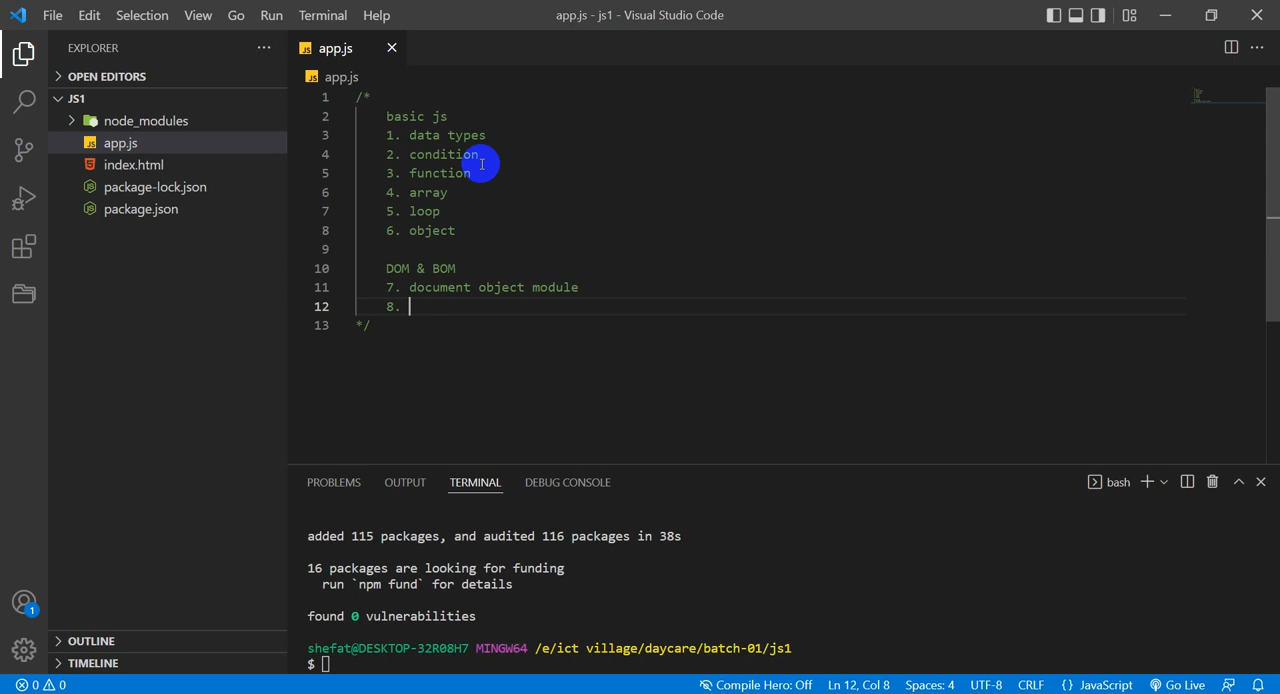 File Edit Selection View Go Run Terminal Help app.js - js1 - Visual Studio Code
EXPLORER
OPEN EDITORS
JS1
node_modules
JS app.js
index.html
package-lock.json
package.json
OUTLINE
TIMELINE
1
JS app.js
JS app.js
1 /*
2 basic js
3 1. data types
4 2. condition
5 3. function
6 4. array
7 5. loop
8 6. object
9
10 DOM & BOM
11 7. document object module
12 8.
13 */
PROBLEMS OUTPUT TERMINAL DEBUG CONSOLE bash
added 115 packages, and audited 116 packages in 38s
16 packages are looking for funding
run `npm fund` for details
found 0 vulnerabilities
shefat@DESKTOP-32R08H7 MINGW64 /e/ict village/daycare/batch-01/js1
$
0 0 Compile Hero: Off Ln 12, Col 8 Spaces: 4 UTF-8 CRLF {} JavaScript Go Live